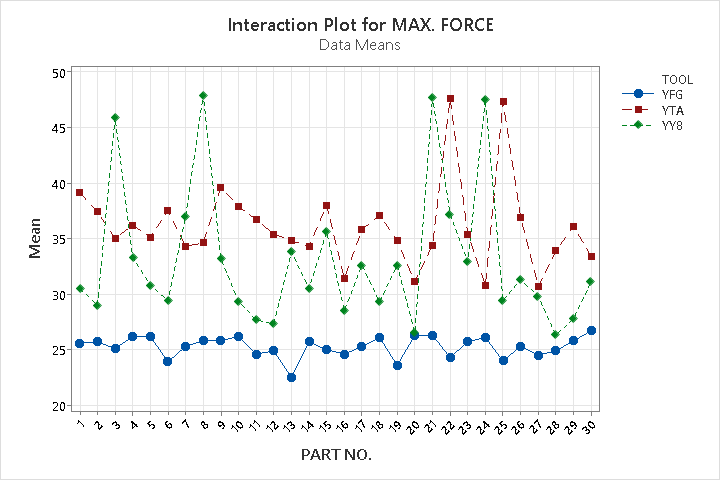 Interaction Plot for MAX. FORCE
Data Means
TOOL
YFG
YTA
YY8
Mean
50
45
40
35
30
25
20
1 2 3 4 5 6 7 8 9 10 11 12 13 14 15 16 17 18 19 20 21 22 23 24 25 26 27 28 29 30
PART NO.